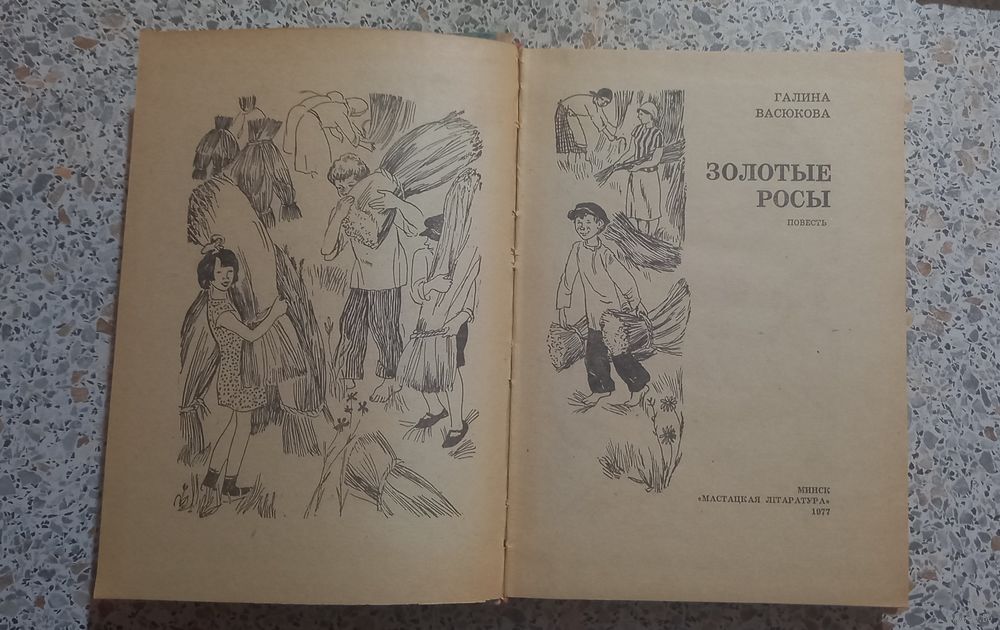 ГАЛИНА
ВАСЮКОВА
ЗОЛОТЫЕ
РОСЫ
ПОВЕСТЬ
МИНСК
«МАСТАЦКАЯ ЛІТАРАТУРА»
1977